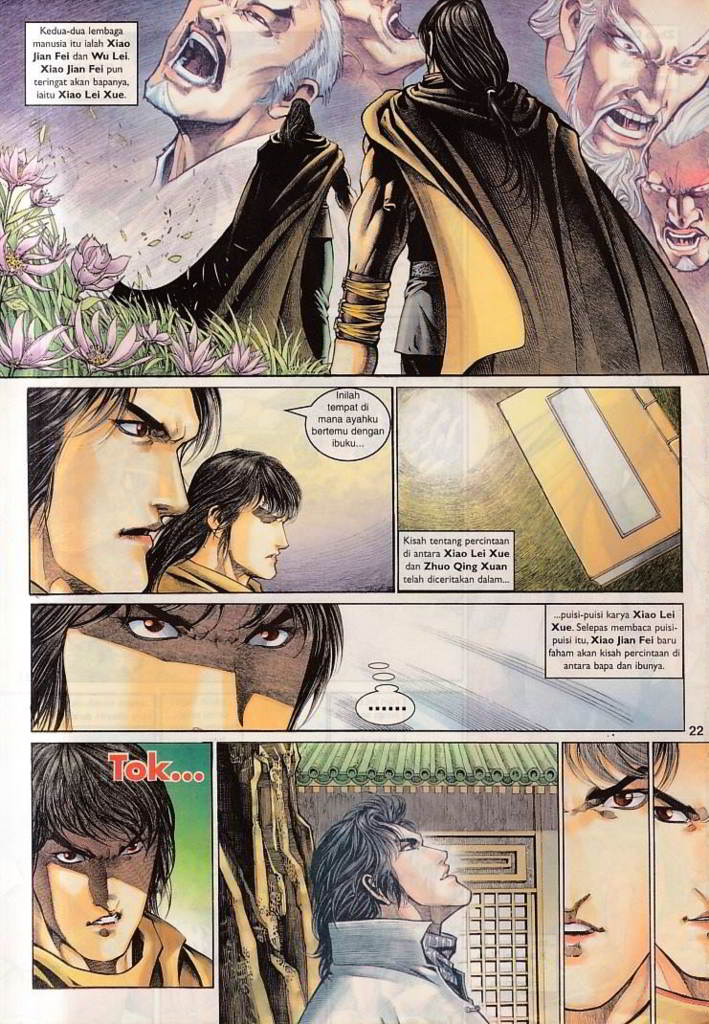 Kedua-dua lembaga
manusia itu ialah Xiao
Jian Fei dan Wu Lei.
Xiao Jian Fei pun
teringat akan bapanya,
iaitu Xiao Lei Xue.
Inilah
tempat di
mana ayahku
bertemu dengan
ibuku...
Kisah tentang percintaan
di antara Xiao Lei Xue
dan Zhuo Qing Xuan
telah diceritakan dalam...
...puisi-puisi karya Xiao Lei
Xue. Selepas membaca puisi-
puisi itu, Xiao Jian Fei baru
faham akan kisah percintaan di
antara bapa dan ibunya.
......
22
Tok...